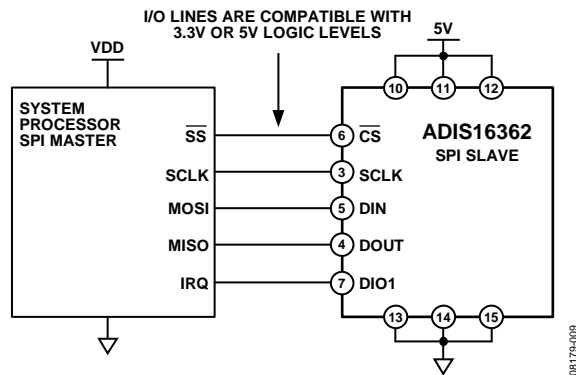 I/O LINES ARE COMPATIBLE WITH
3.3V OR 5V LOGIC LEVELS
VDD
5V
10 11 12
SYSTEM
PROCESSOR
SPI MASTER
ADIS16362
SPI SLAVE
SS 6 CS
SCLK 3 SCLK
MOSI 5 DIN
MISO 4 DOUT
IRQ 7 DIO1
13 14 15
08179-009